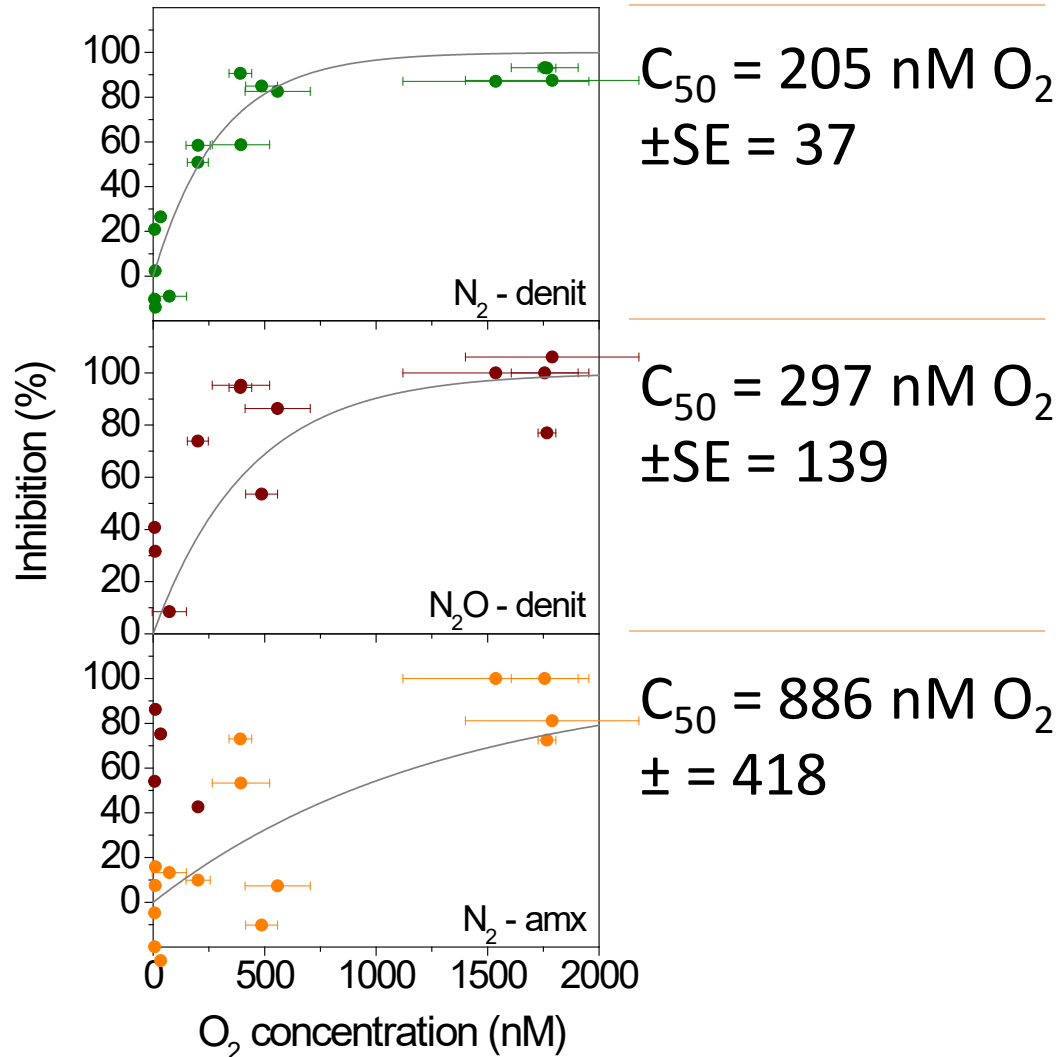 Inhibition (%)
100
80
60
40
20
0
N₂ - denit
C₅₀ = 205 nM O₂
±SE = 37
100
80
60
40
20
0
N₂O - denit
C₅₀ = 297 nM O₂
±SE = 139
100
80
60
40
20
0
N₂ - amx
C₅₀ = 886 nM O₂
± = 418
0 500 1000 1500 2000
O₂ concentration (nM)